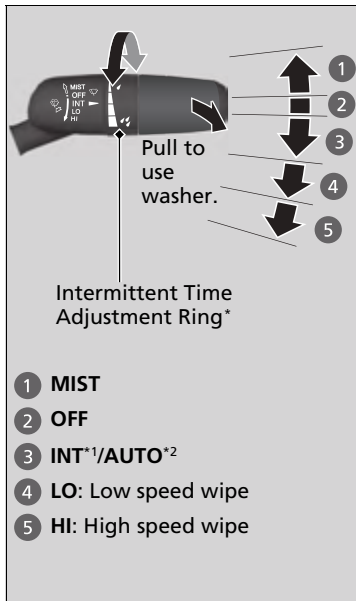 MIST
OFF
INT
LO
HI
1
2
3
4
5
Pull to
use
washer.
Intermittent Time
Adjustment Ring*
1 MIST
2 OFF
3 INT*1/AUTO*2
4 LO: Low speed wipe
5 HI: High speed wipe